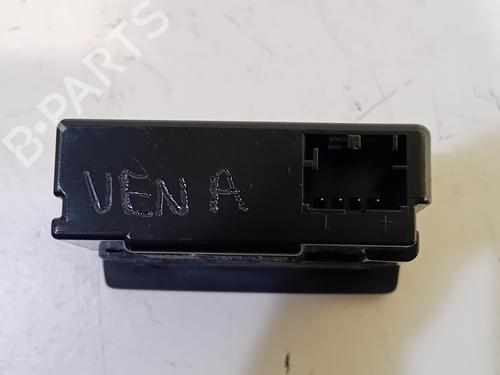 B-PARTS
VEN A
- +